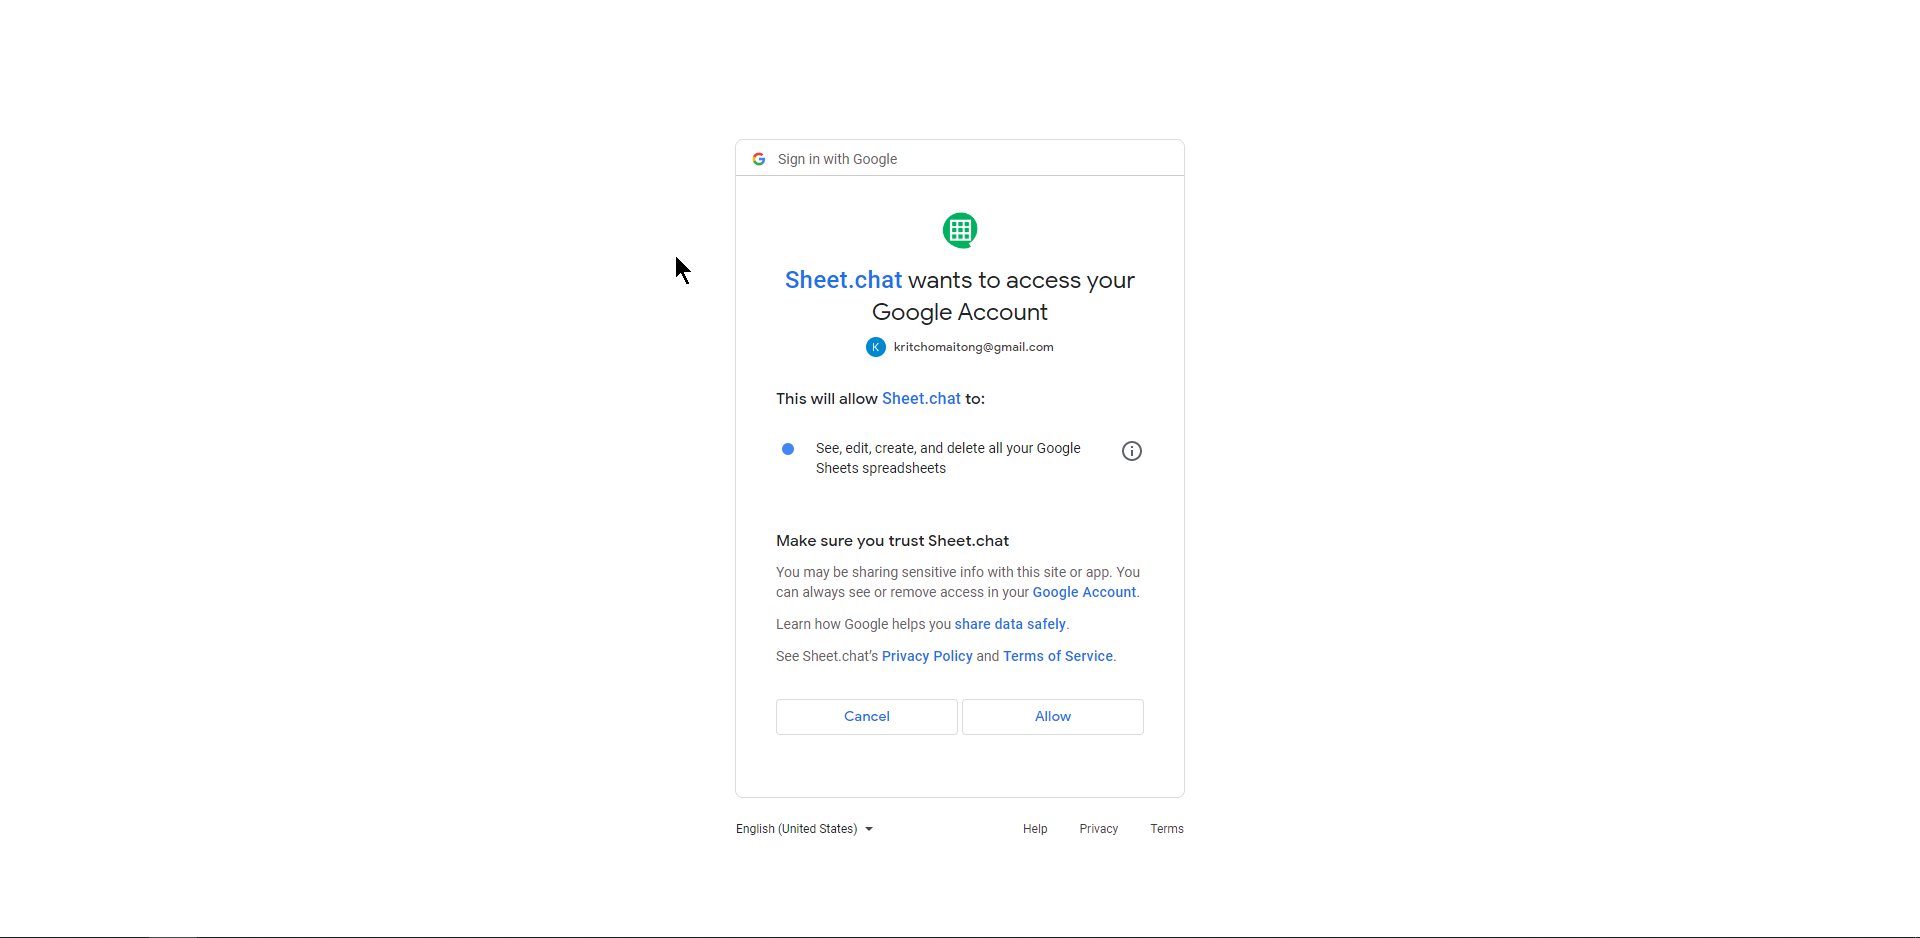 Sign in with Google
Sheet.chat wants to access your
Google Account
K kritchomaitong@gmail.com
This will allow Sheet.chat to:
See, edit, create, and delete all your Google
Sheets spreadsheets
Make sure you trust Sheet.chat
You may be sharing sensitive info with this site or app. You
can always see or remove access in your Google Account.
Learn how Google helps you share data safely.
See Sheet.chat's Privacy Policy and Terms of Service.
Cancel Allow
English (United States) Help Privacy Terms